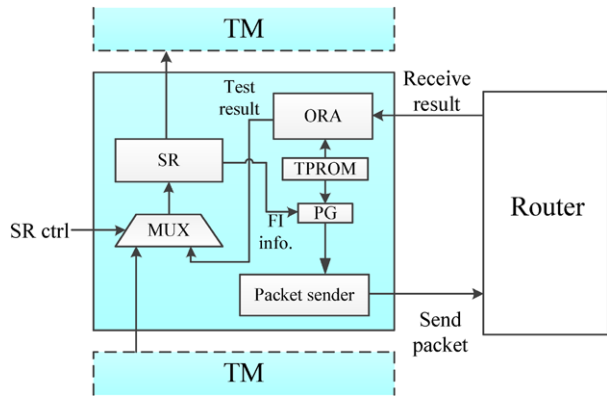 TM
Test
result
Receive
result
ORA
SR
TPROM
Router
SR ctrl
MUX
FI
info.
PG
Packet sender
Send
packet
TM